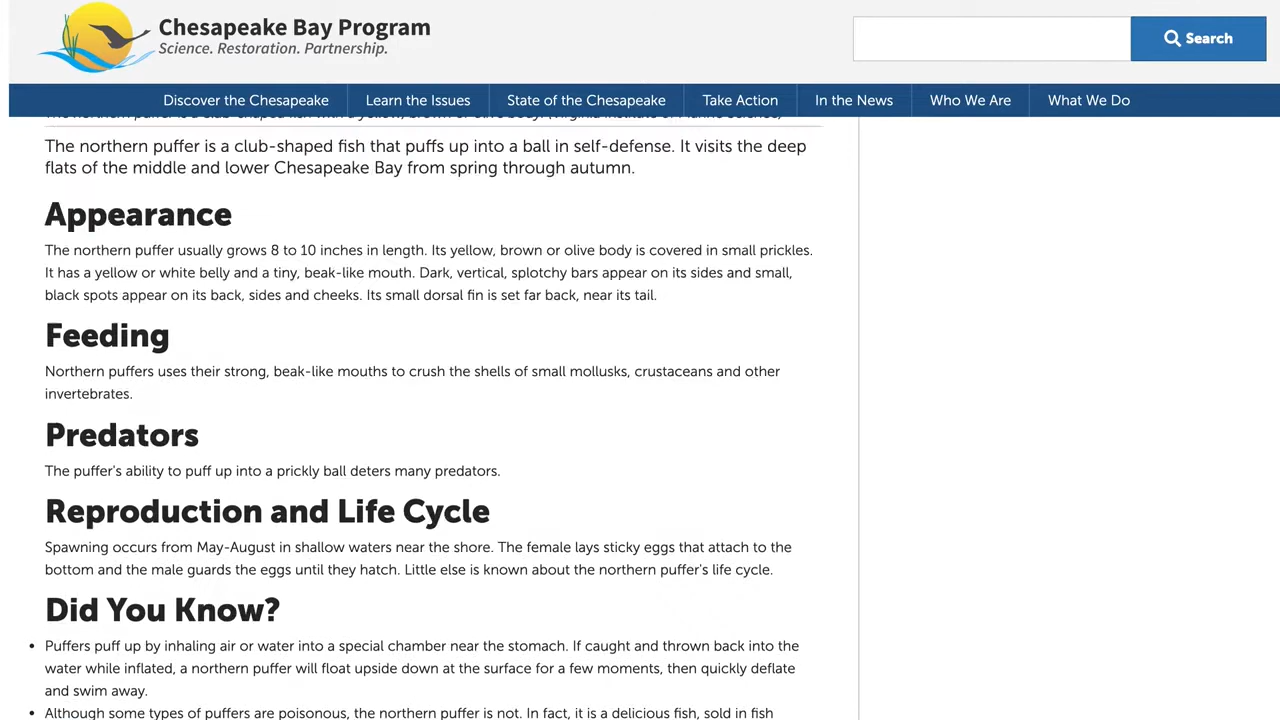 Chesapeake Bay Program
Science. Restoration. Partnership.
Search
Discover the Chesapeake
Learn the Issues
State of the Chesapeake
Take Action
In the News
Who We Are
What We Do
The northern puffer is a club-shaped fish that puffs up into a ball in self-defense. It visits the deep
flats of the middle and lower Chesapeake Bay from spring through autumn.
Appearance
The northern puffer usually grows 8 to 10 inches in length. Its yellow, brown or olive body is covered in small prickles.
It has a yellow or white belly and a tiny, beak-like mouth. Dark, vertical, splotchy bars appear on its sides and small,
black spots appear on its back, sides and cheeks. Its small dorsal fin is set far back, near its tail.
Feeding
Northern puffers uses their strong, beak-like mouths to crush the shells of small mollusks, crustaceans and other
invertebrates.
Predators
The puffer's ability to puff up into a prickly ball deters many predators.
Reproduction and Life Cycle
Spawning occurs from May-August in shallow waters near the shore. The female lays sticky eggs that attach to the
bottom and the male guards the eggs until they hatch. Little else is known about the northern puffer's life cycle.
Did You Know?
• Puffers puff up by inhaling air or water into a special chamber near the stomach. If caught and thrown back into the
water while inflated, a northern puffer will float upside down at the surface for a few moments, then quickly deflate
and swim away.
• Although some types of puffers are poisonous, the northern puffer is not. In fact, it is a delicious fish, sold in fish